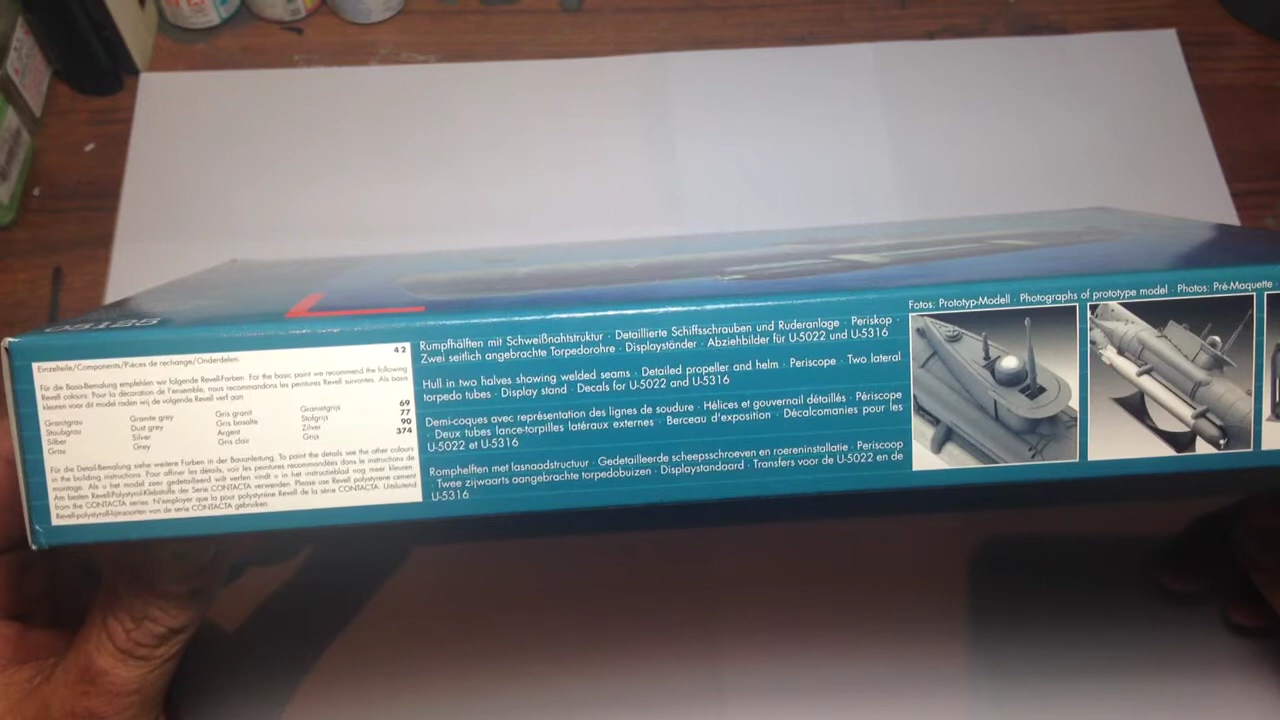 05125
Einzelteile/Components/Pièces de rechange/Onderdelen
42
Für die Basis-Bemalung empfehlen wir folgende Revell-Farben. For the basic paint we recommend the following
Revell colours. Pour la décoration de l'ensemble, nous recommandons les peintures Revell suivantes. Als basis
kleuren voor dit model raden wij de volgende Revell verf aan
Granitgrau Granite grey Gris granit Granietgrijs 69
Staubgrau Dust grey Gris basalte Stofgrijs 77
Silber Silver Argent Zilver 90
Grau Grey Gris clair Grijs 374
Für die Detail-Bemalung siehe weitere Farben in der Bauanleitung. To paint the details see the other colours
in the building instructions. Pour affiner les détails, voir les peintures recommandées dans les instructions de
montage. Als u het model zeer gedetailleerd wilt verfen vindt u in het instructieblad nog meer kleuren.
Am besten Revell-Polystyrol-Klebstoffe der Serie CONTACTA verwenden. Please use Revell polystyrene cement
from the CONTACTA series. N'employer que la pour polystyrène Revell de la série CONTACTA. Uitsluitend
Revell-polystyrol-lijmsoorten van de serie CONTACTA gebruiken.
Rumpfhälften mit Schweißnahtstruktur · Detaillierte Schiffsschrauben und Ruderanlage · Periskop ·
Zwei seitlich angebrachte Torpedorohre · Displayständer · Abziehbilder für U-5022 und U-5316
Hull in two halves showing welded seams · Detailed propeller and helm · Periscope · Two lateral
torpedo tubes · Display stand · Decals for U-5022 and U-5316
Demi-coques avec représentation des lignes de soudure · Hélices et gouvernail détaillés · Périscope
· Deux tubes lance-torpilles latéraux externes · Berceau d'exposition · Décalcomanies pour les
U-5022 et U-5316
Romphelften met lasnaadstructuur · Gedetailleerde scheepsschroeven en roereninstallatie · Periscoop
· Twee zijwaarts aangebrachte torpedobuizen · Displaystandaard · Transfers voor de U-5022 en de
U-5316
Fotos: Prototyp-Modell · Photographs of prototype model · Photos: Pré-Maquette ·